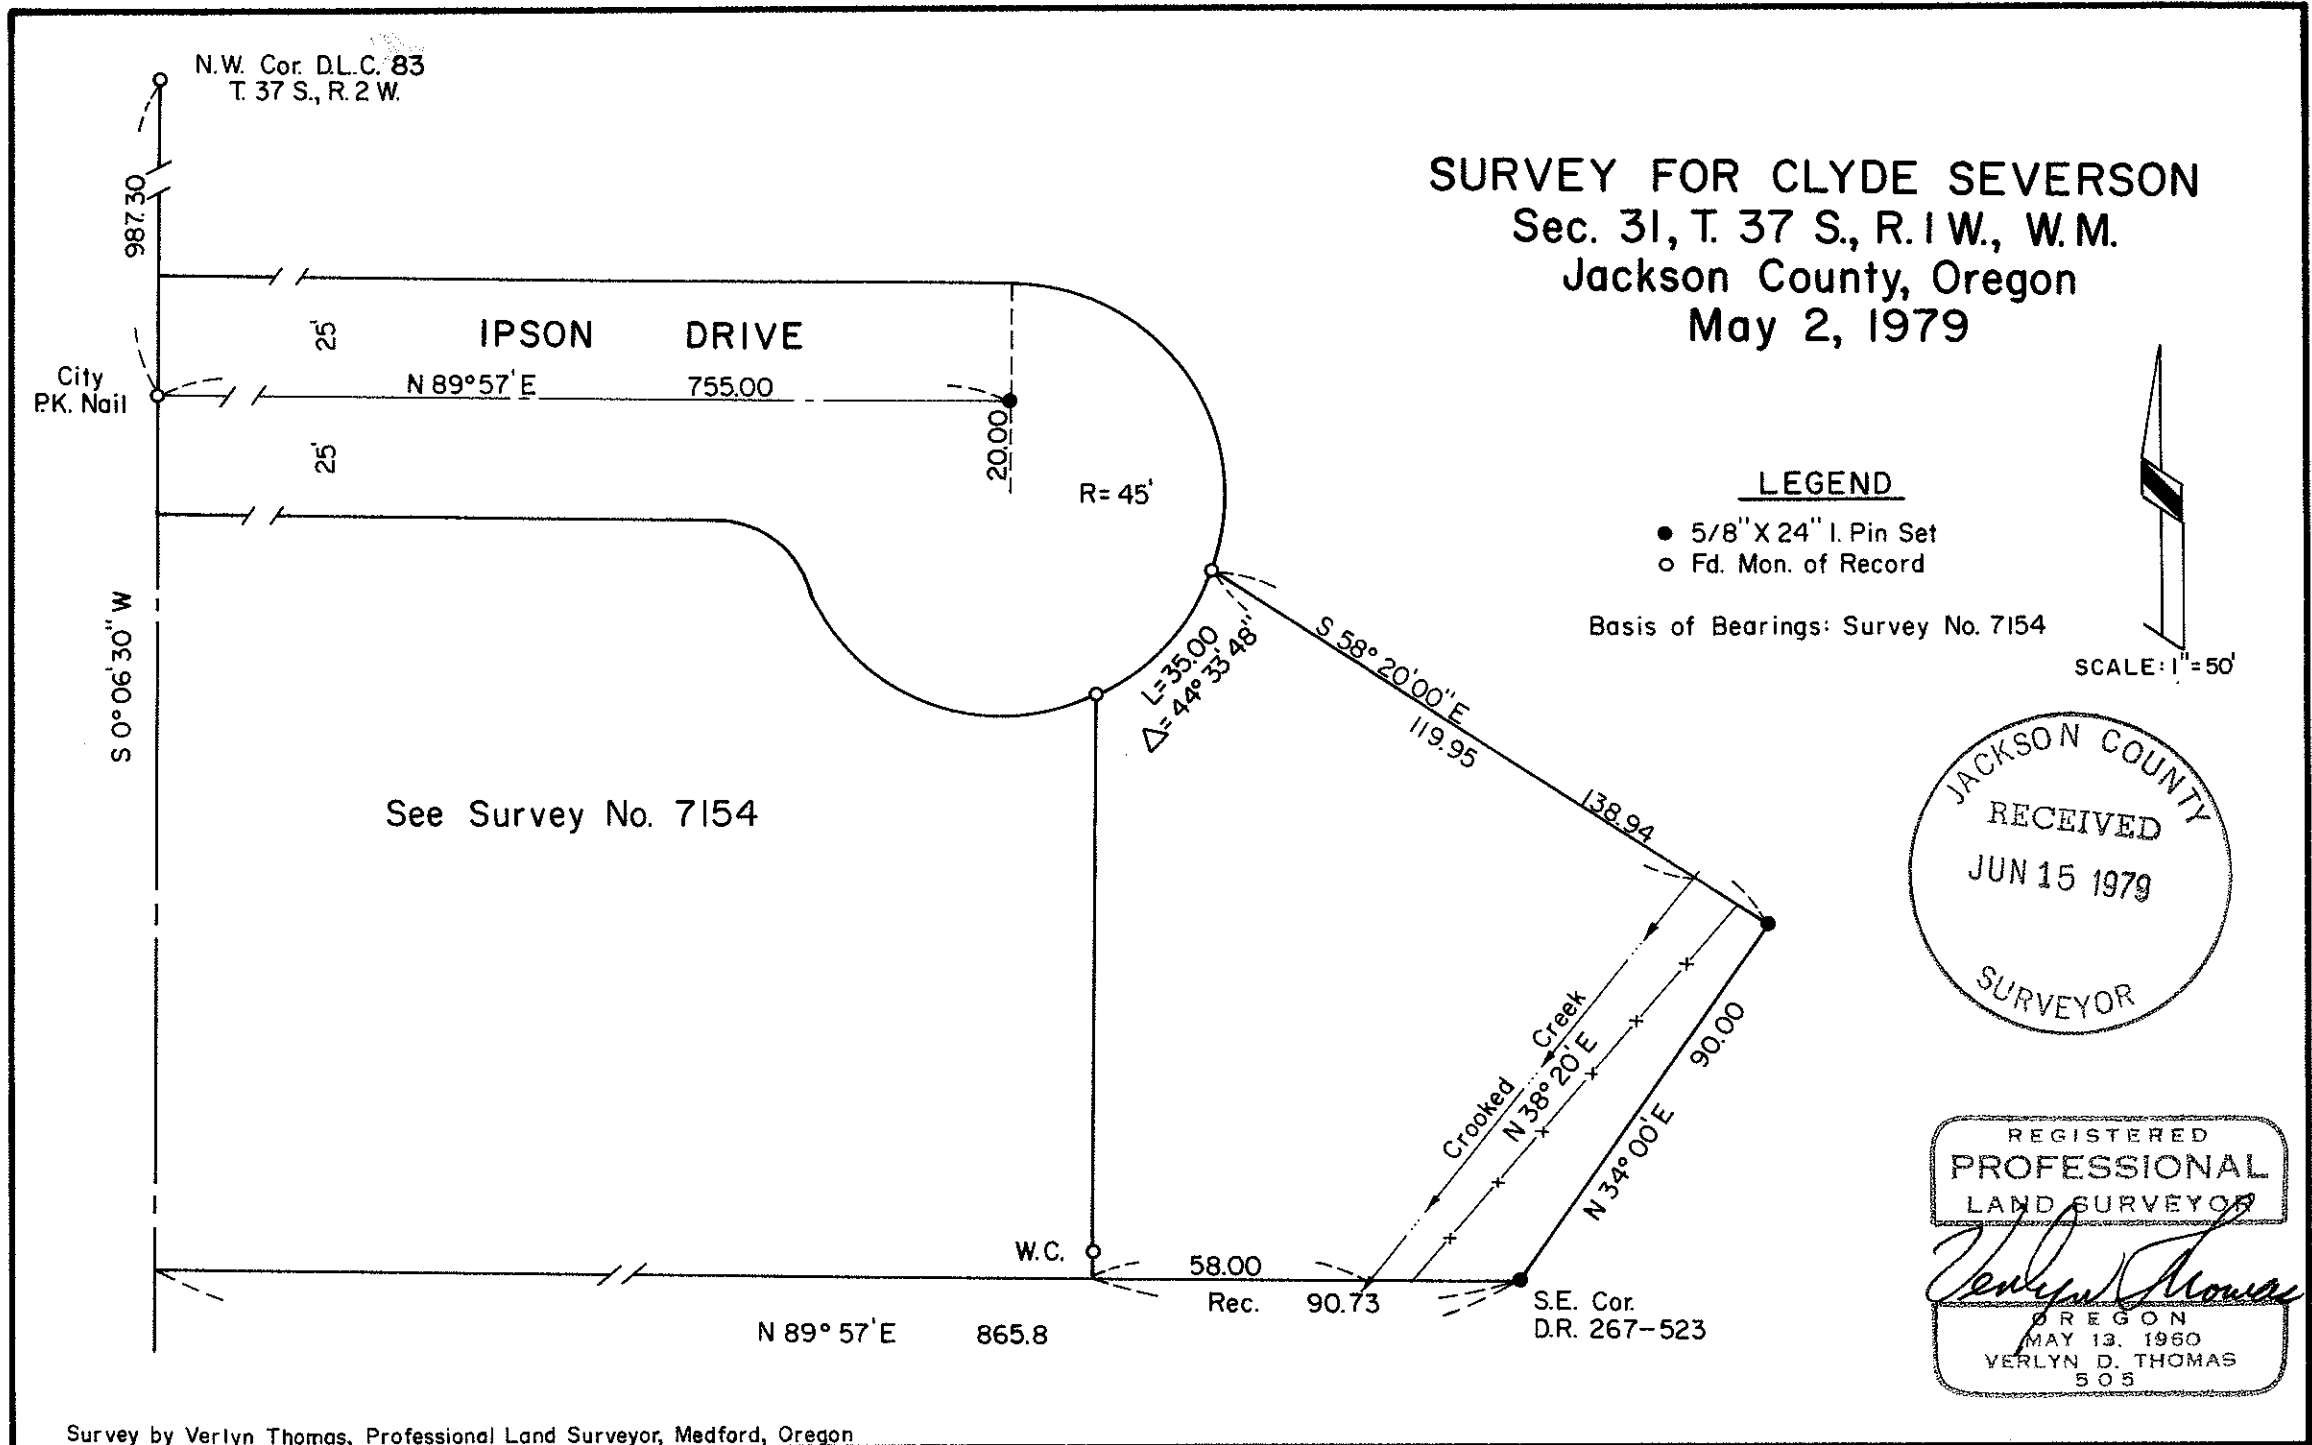 N.W. Cor. D.L.C. 83
T. 37 S., R. 2 W.
987.30
SURVEY FOR CLYDE SEVERSON
Sec. 31, T. 37 S., R. 1 W., W. M.
Jackson County, Oregon
May 2, 1979
25'
IPSON DRIVE
City
P.K. Nail
N 89° 57' E 755.00
25'
20.00
R= 45'
LEGEND
● 5/8" X 24" I. Pin Set
○ Fd. Mon. of Record
Basis of Bearings: Survey No. 7154
SCALE: 1"= 50'
S 0° 06' 30" W
L= 35.00
Δ= 44° 33' 48"
S 58° 20' 00" E
119.95
138.94
See Survey No. 7154
JACKSON COUNTY
RECEIVED
JUN 15 1979
SURVEYOR
Crooked Creek
N 38° 20' E
90.00
N 34° 00' E
W.C.
58.00
Rec. 90.73
N 89° 57' E 865.8
S.E. Cor.
D.R. 267-523
REGISTERED
PROFESSIONAL
LAND SURVEYOR
Verlyn Thomas
OREGON
MAY 13, 1960
VERLYN D. THOMAS
505
Survey by Verlyn Thomas, Professional Land Surveyor, Medford, Oregon